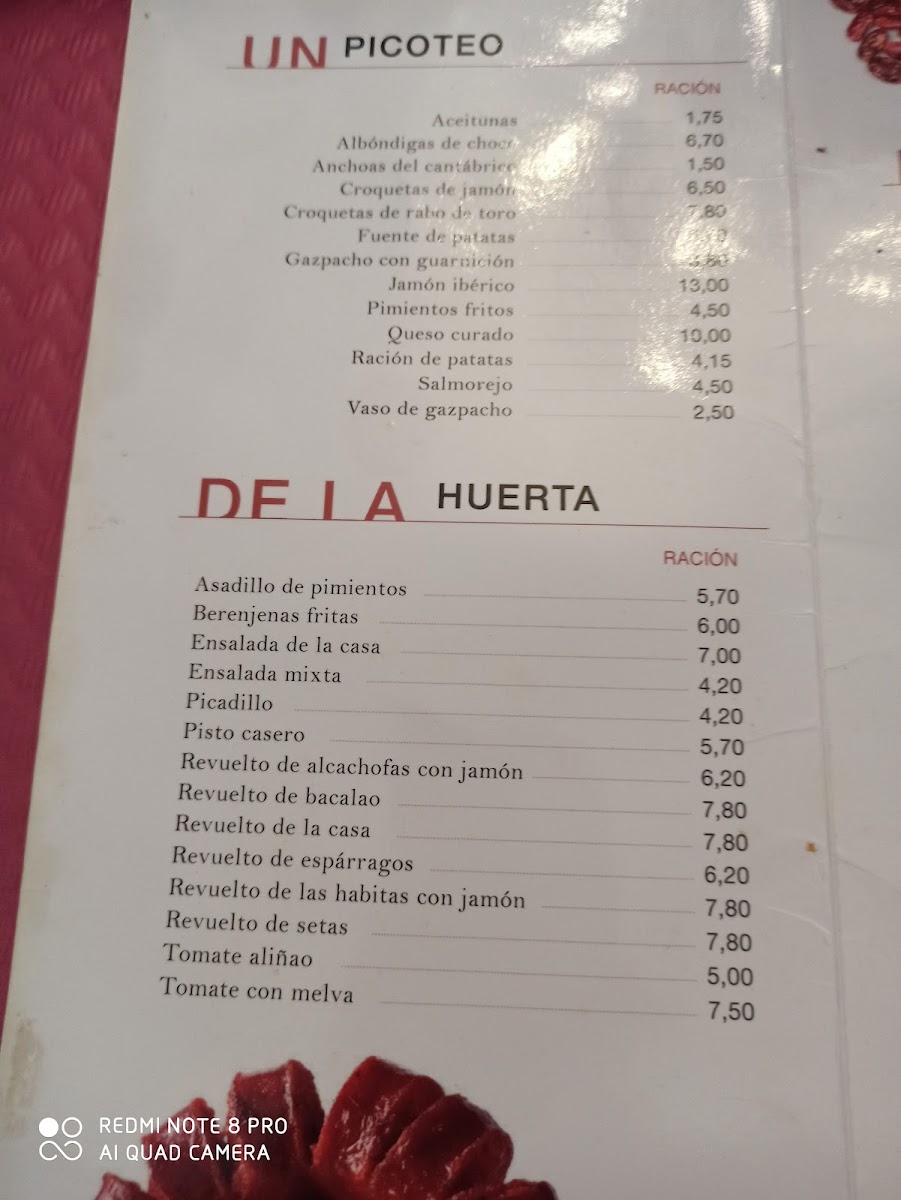 UN PICOTEO
RACIÓN
Aceitunas 1,75
Albóndigas de choco 6,70
Anchoas del cantábrico 1,50
Croquetas de jamón 6,50
Croquetas de rabo de toro 7,80
Fuente de patatas
Gazpacho con guarnición
Jamón ibérico 13,00
Pimientos fritos 4,50
Queso curado 10,00
Ración de patatas 4,15
Salmorejo 4,50
Vaso de gazpacho 2,50
DE LA HUERTA
RACIÓN
Asadillo de pimientos 5,70
Berenjenas fritas 6,00
Ensalada de la casa 7,00
Ensalada mixta 4,20
Picadillo 4,20
Pisto casero 5,70
Revuelto de alcachofas con jamón 6,20
Revuelto de bacalao 7,80
Revuelto de la casa 7,80
Revuelto de espárragos 6,20
Revuelto de las habitas con jamón 7,80
Revuelto de setas 7,80
Tomate aliñao 5,00
Tomate con melva 7,50
REDMI NOTE 8 PRO
AI QUAD CAMERA